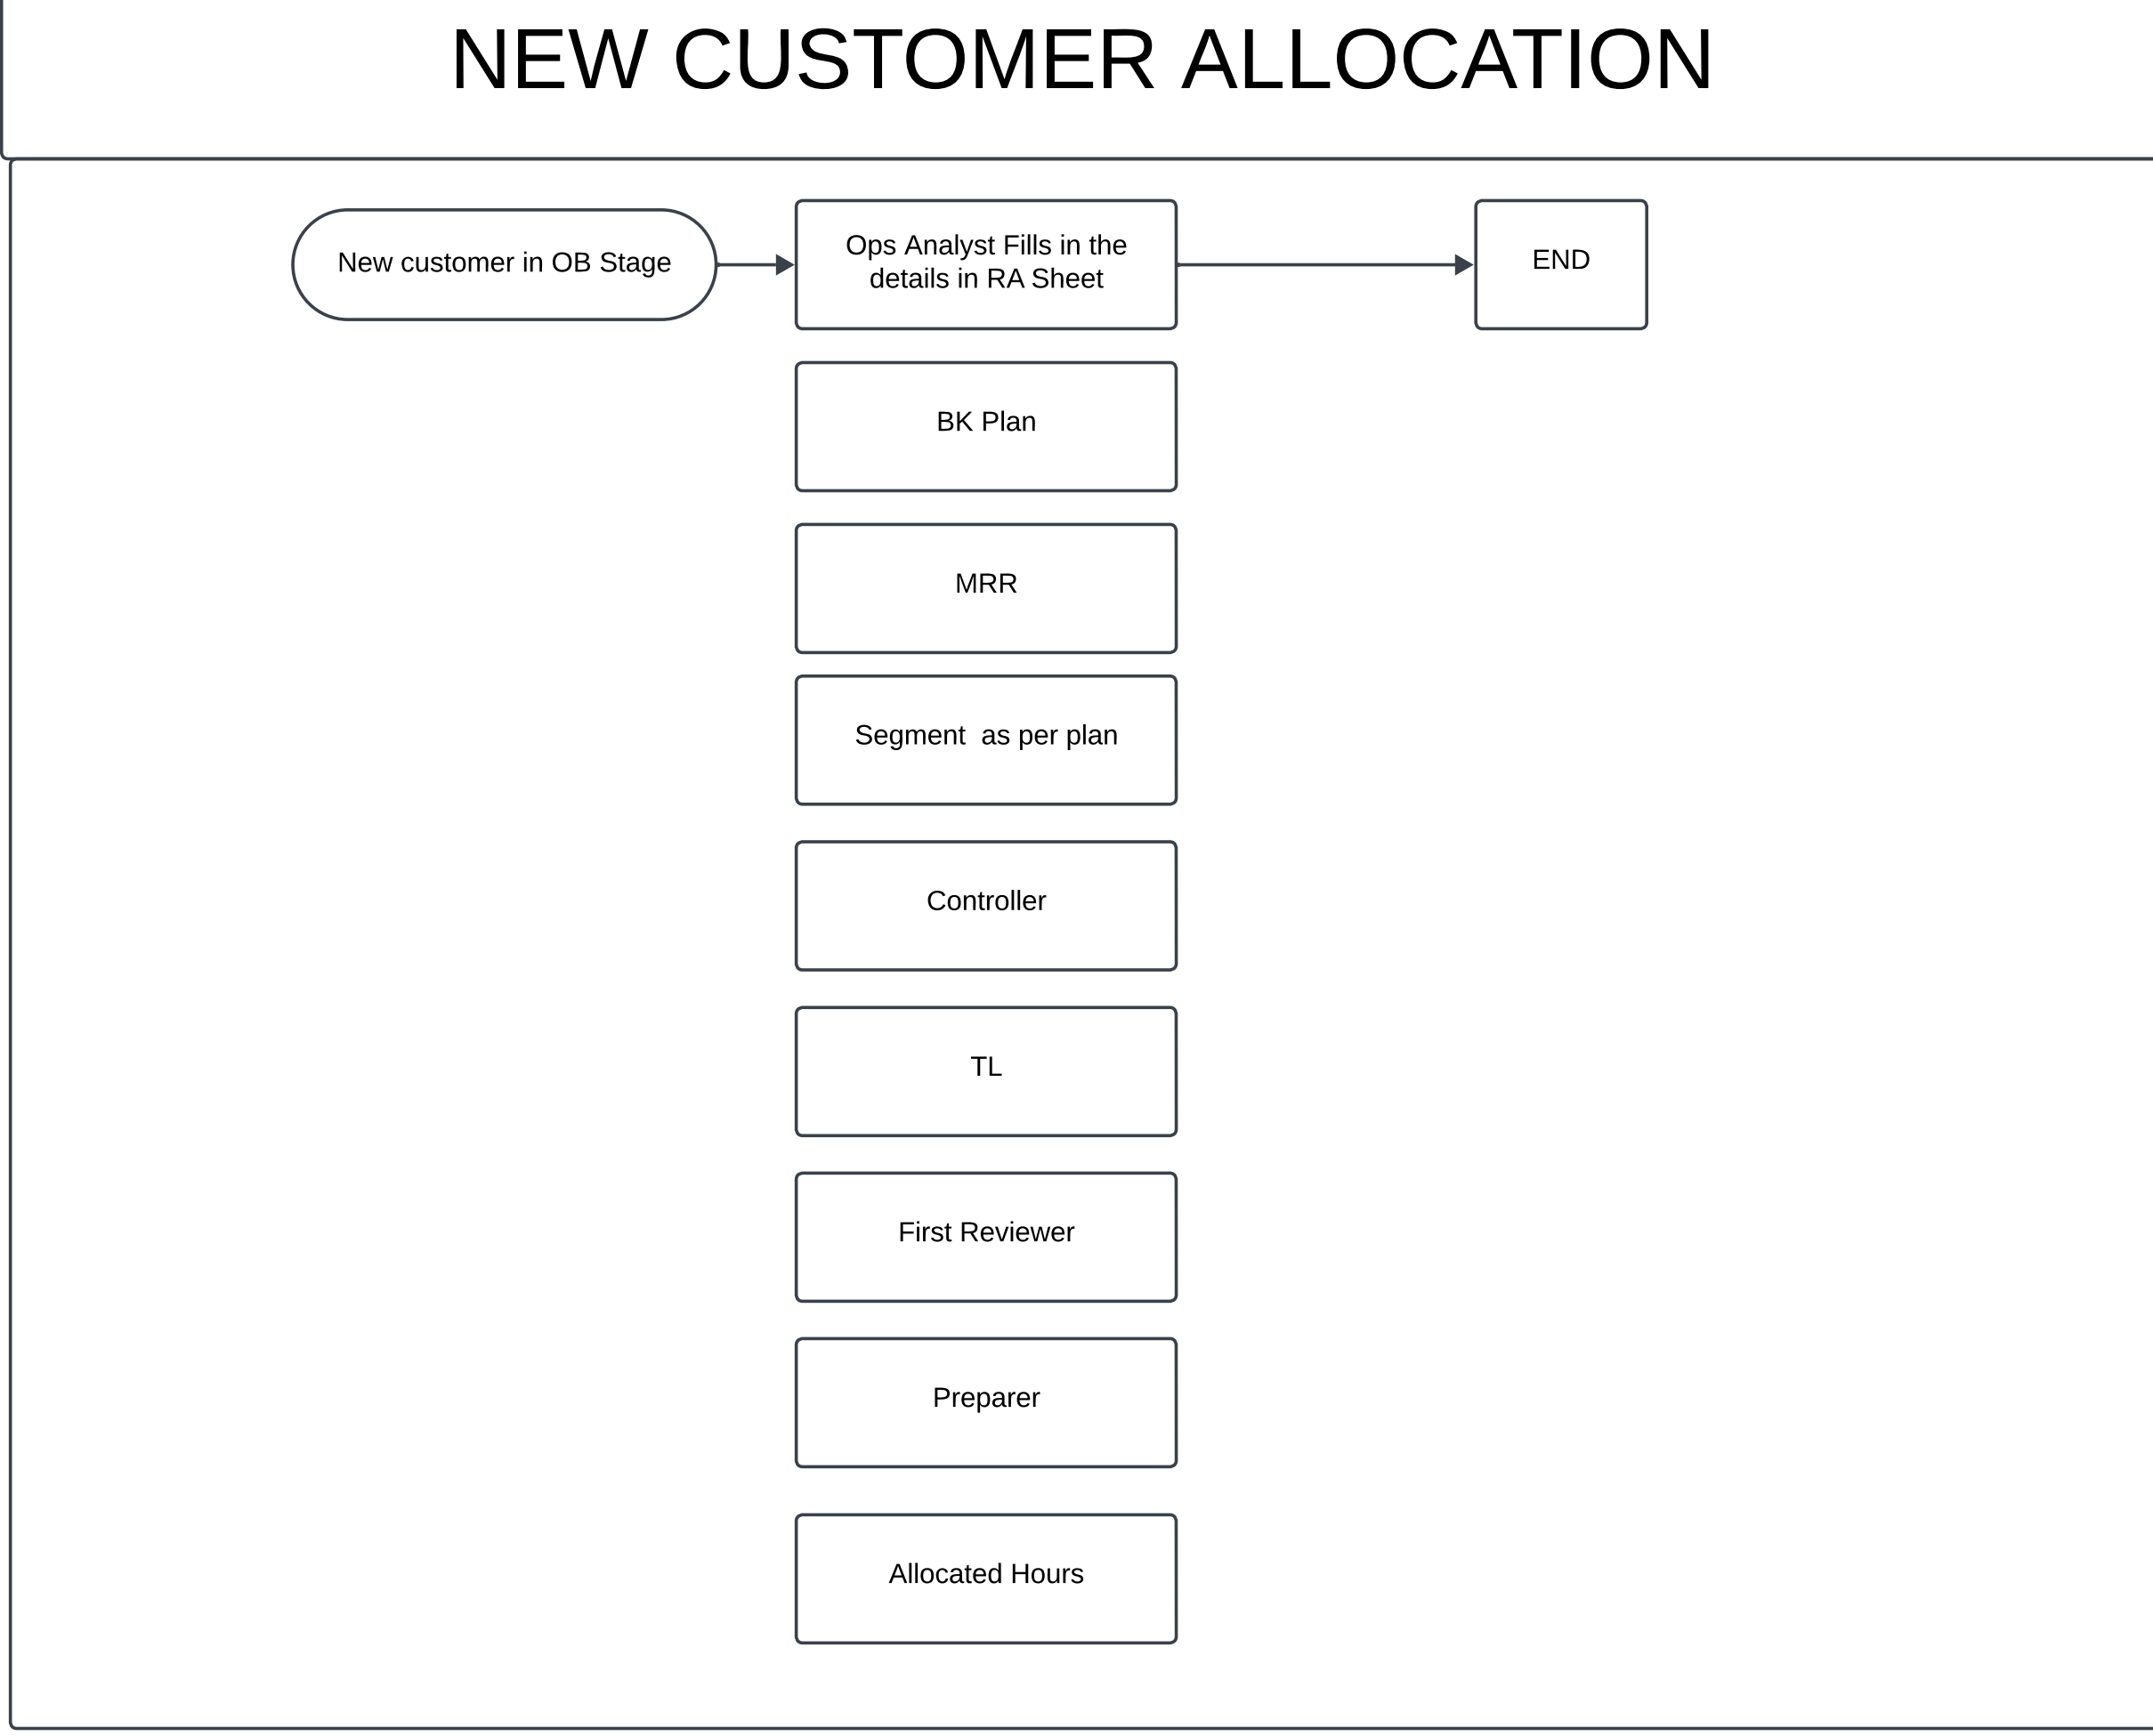 NEW CUSTOMER ALLOCATION
New customer in OB Stage
Ops Analyst Fills in the
details in RA Sheet
END
BK Plan
MRR
Segment  as per plan
Controller
TL
First Reviewer
Preparer
Allocated Hours